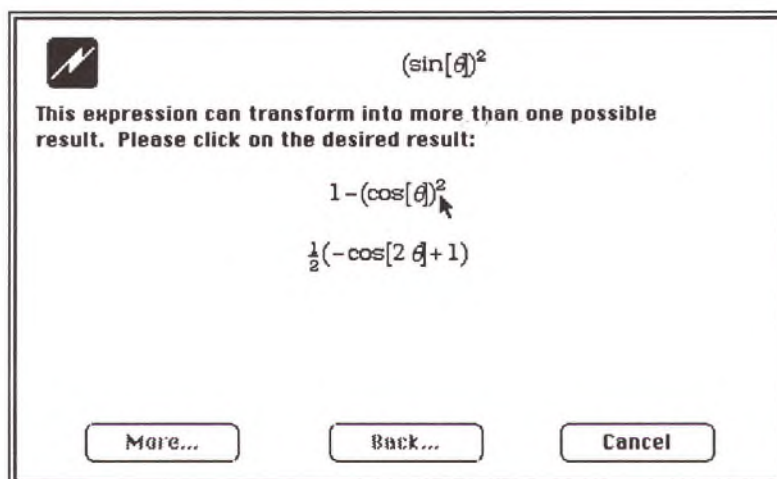 (sin[θ])²
This expression can transform into more than one possible
result. Please click on the desired result:
1-(cos[θ])²
½(-cos[2 θ]+1)
More...
Back...
Cancel